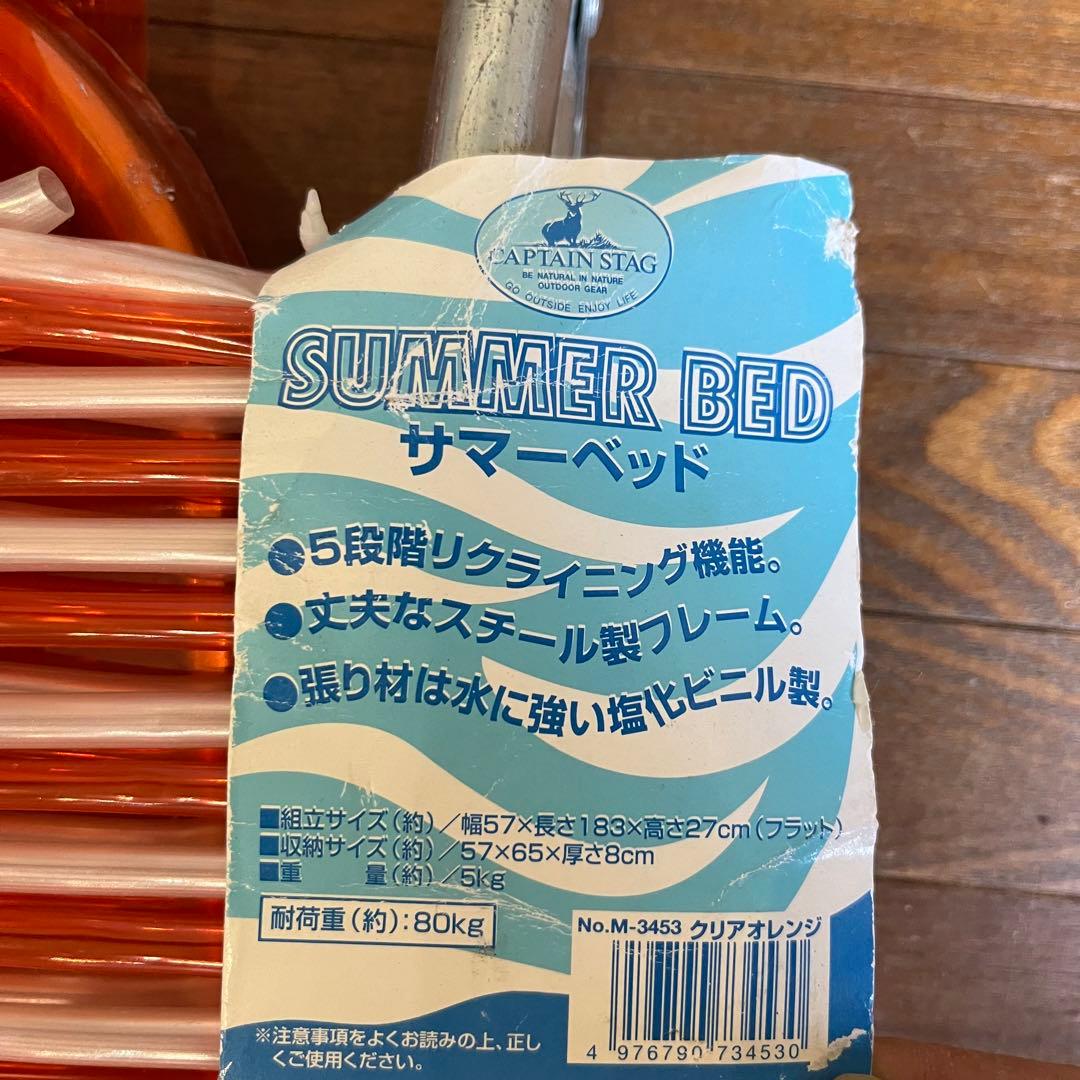 CAPTAIN STAG
BE NATURAL IN NATURE
OUTDOOR GEAR
GO OUTSIDE ENJOY LIFE
SUMMER BED
サマーベッド
●5段階リクライニング機能。
●丈夫なスチール製フレーム。
●張り材は水に強い塩化ビニル製。
■組立サイズ(約)/幅57×長さ183×高さ27cm(フラット)
■収納サイズ(約)/57×65×厚さ8cm
■重　　量(約)/5kg
耐荷重(約):80kg
No.M-3453 クリアオレンジ
4 976790 734530
※注意事項をよくお読みの上、正し
くご使用ください。